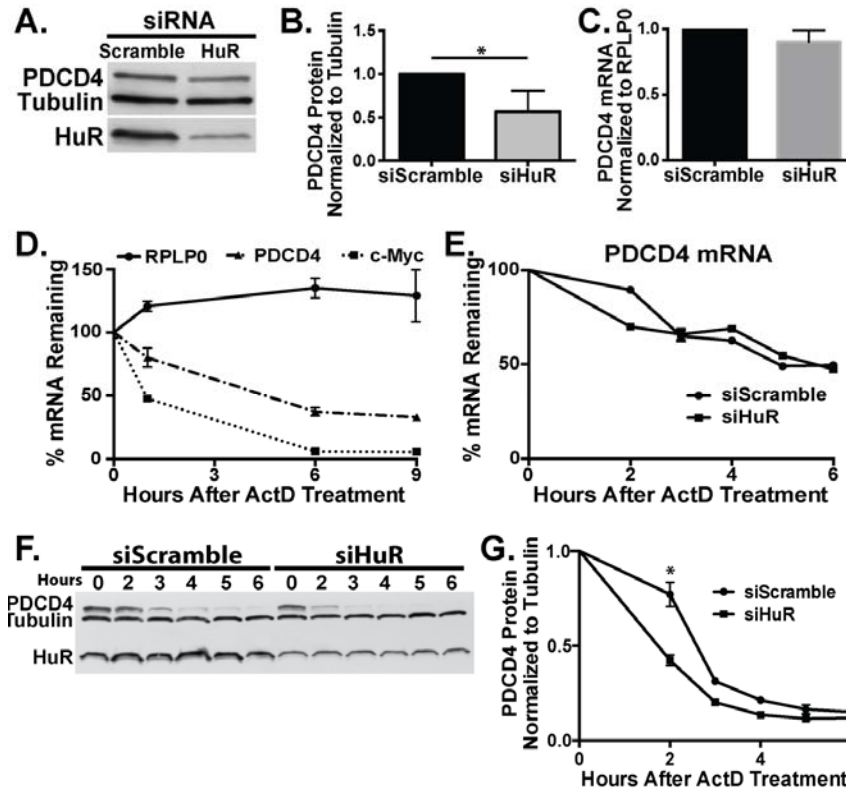 A.
siRNA
Scramble HuR
PDCD4
Tubulin
HuR
B.
PDCD4 Protein
Normalized to Tubulin
1.5
1.0
0.5
0.0
*
siScramble siHuR
C.
PDCD4 mRNA
Normalized to RPLP0
1.0
0.5
0.0
siScramble siHuR
D.
RPLP0 PDCD4 c-Myc
% mRNA Remaining
150
100
50
0
0 3 6 9
Hours After ActD Treatment
E.
PDCD4 mRNA
% mRNA Remaining
100
50
0
siScramble
siHuR
0 2 4 6
Hours After ActD Treatment
F.
siScramble siHuR
Hours 0 2 3 4 5 6 0 2 3 4 5 6
PDCD4
Tubulin
HuR
G.
PDCD4 Protein
Normalized to Tubulin
1.0
0.5
0.0
*
siScramble
siHuR
0 2 4
Hours After ActD Treatment